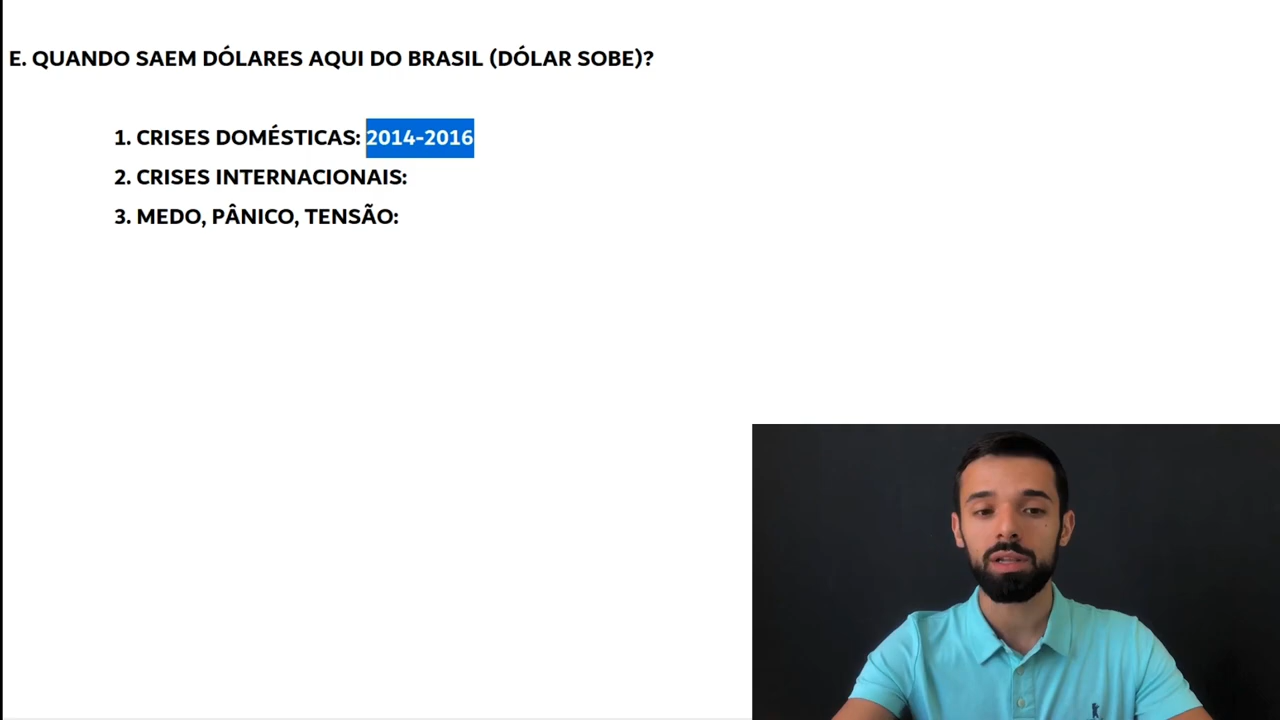 E. QUANDO SAEM DÓLARES AQUI DO BRASIL (DÓLAR SOBE)?
1. CRISES DOMÉSTICAS: 2014-2016
2. CRISES INTERNACIONAIS:
3. MEDO, PÂNICO, TENSÃO: